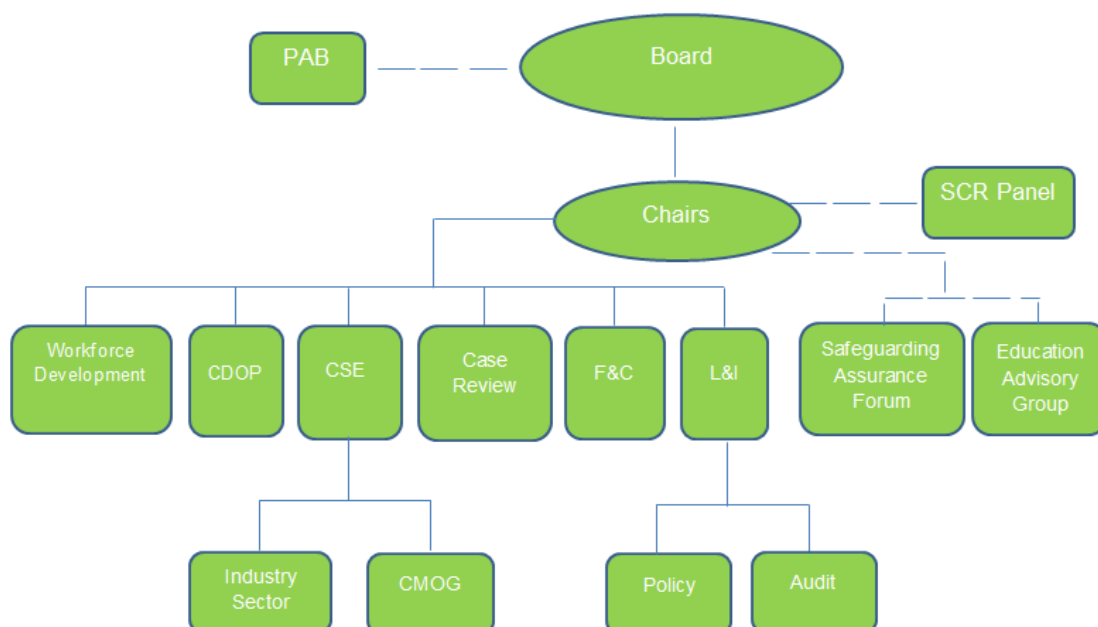 PAB
Board
Chairs
SCR Panel
Workforce
Development
CDOP
CSE
Case
Review
F&C
L&I
Safeguarding
Assurance
Forum
Education
Advisory
Group
Industry
Sector
CMOG
Policy
Audit